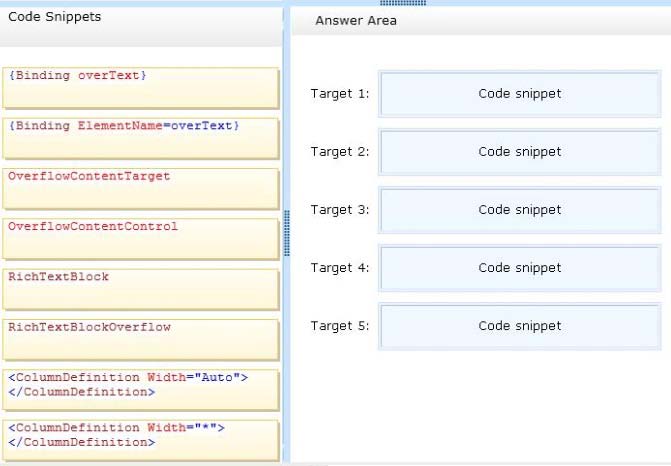 Code Snippets
{Binding overText}
{Binding ElementName=overText}
OverflowContentTarget
OverflowContentControl
RichTextBlock
RichTextBlockOverflow
<ColumnDefinition Width="Auto">
</ColumnDefinition>
<ColumnDefinition Width="*">
</ColumnDefinition>
Answer Area
Target 1: Code snippet
Target 2: Code snippet
Target 3: Code snippet
Target 4: Code snippet
Target 5: Code snippet